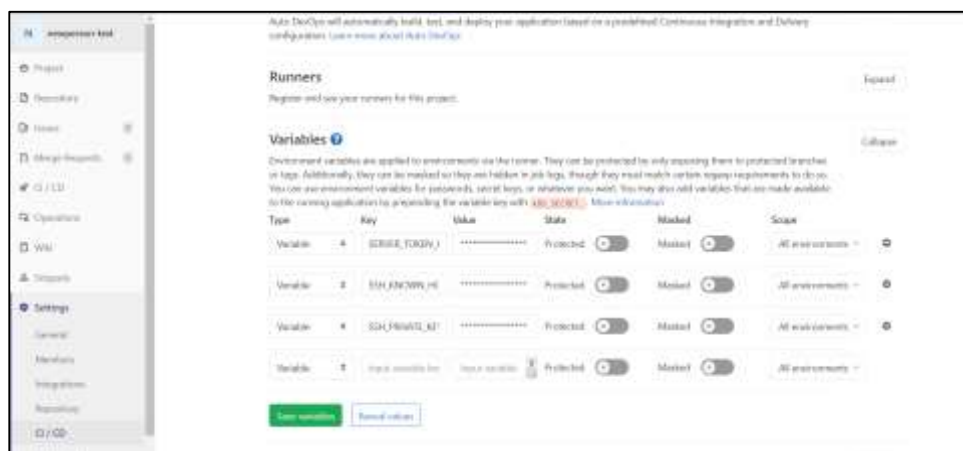 Auto DevOps will automatically build, test, and deploy your application based on a predefined Continuous Integration and Delivery
configuration. Learn more about Auto DevOps
Project
Repository
Issues
Merge Requests
CI / CD
Operations
Wiki
Snippets
Settings
General
Members
Integrations
Repository
CI / CD
Runners
Expand
Register and see your runners for this project.
Variables
Collapse
Environment variables are applied to environments via the runner. They can be protected by only exposing them to protected branches
or tags. Additionally, they can be masked so they are hidden in job logs, though they must match certain regexp requirements to do so.
You can use environment variables for passwords, secret keys, or whatever you want. You may also add variables that are made available
to the running application by prepending the variable key with K8S_SECRET_. More information
Type Key Value State Masked Scope
Variable SERVER_TOKEN_ **************** Protected Masked All environments
Variable SSH_KNOWN_HO **************** Protected Masked All environments
Variable SSH_PRIVATE_KEY **************** Protected Masked All environments
Variable Input variable key Input variable Protected Masked All environments
Save variables Reveal values